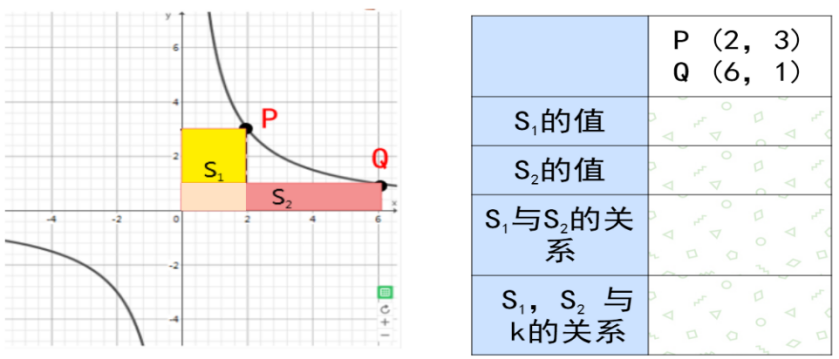 y
6
4
2
-4
-2
0
2
4
6
x
-2
-4
P
Q
S₁
S₂
P (2, 3)
Q (6, 1)
S₁的值
S₂的值
S₁与S₂的关
系
S₁, S₂ 与
k的关系